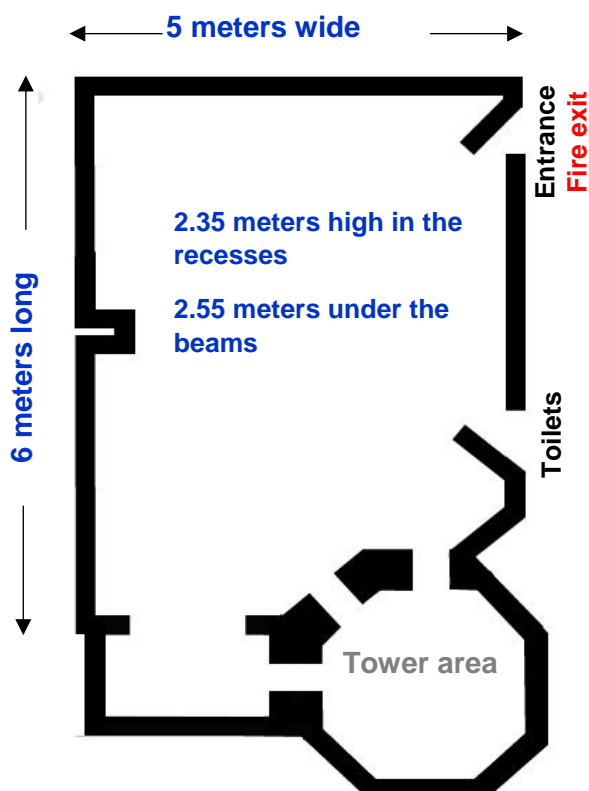 5 meters wide
Entrance
Fire exit
2.35 meters high in the
recesses
2.55 meters under the
beams
6 meters long
Toilets
Tower area